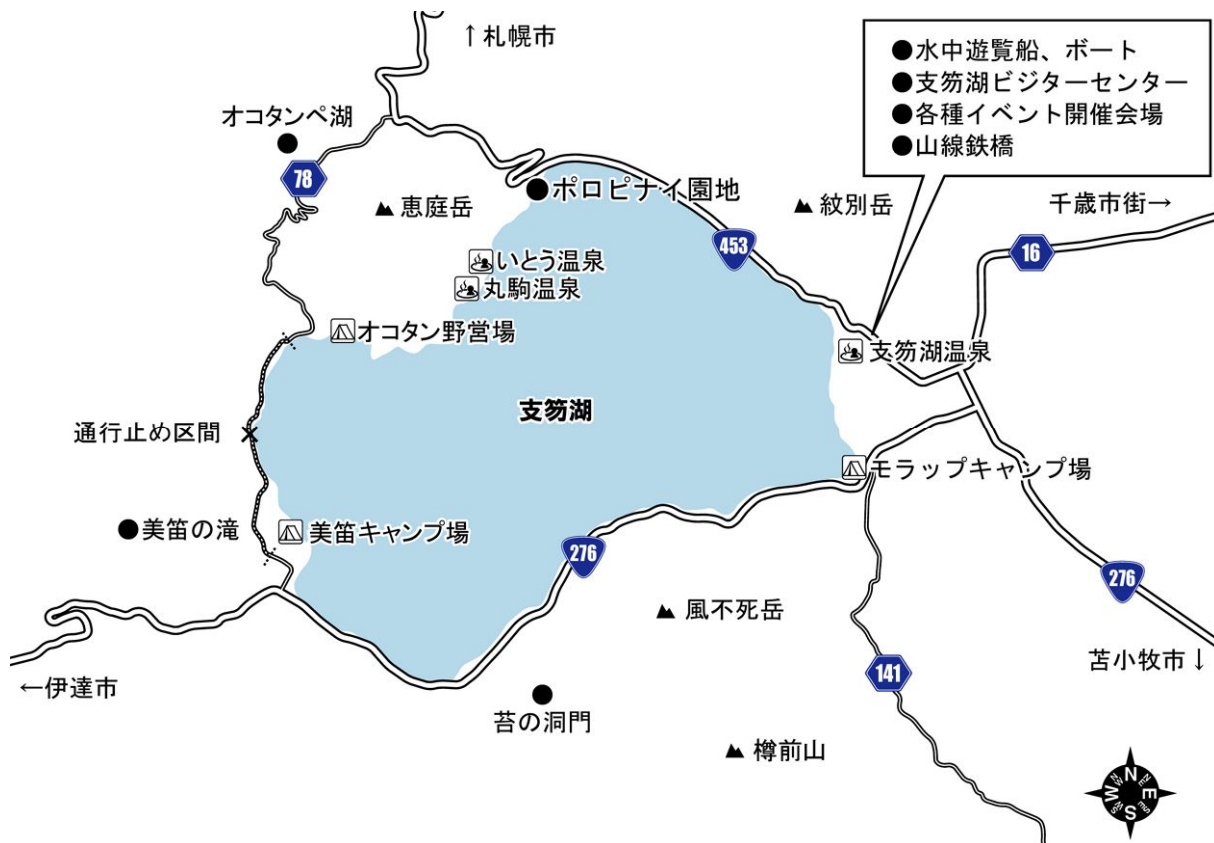 ↑札幌市
●水中遊覧船、ボート
●支笏湖ビジターセンター
●各種イベント開催会場
●山線鉄橋
オコタンペ湖
78
恵庭岳
ポロピナイ園地
紋別岳
千歳市街→
453
16
いとう温泉
丸駒温泉
オコタン野営場
支笏湖温泉
支笏湖
通行止め区間
モラップキャンプ場
美笛の滝
美笛キャンプ場
276
276
風不死岳
苫小牧市↓
141
←伊達市
苔の洞門
樽前山
N
NW
NE
W
E
SW
SE
S